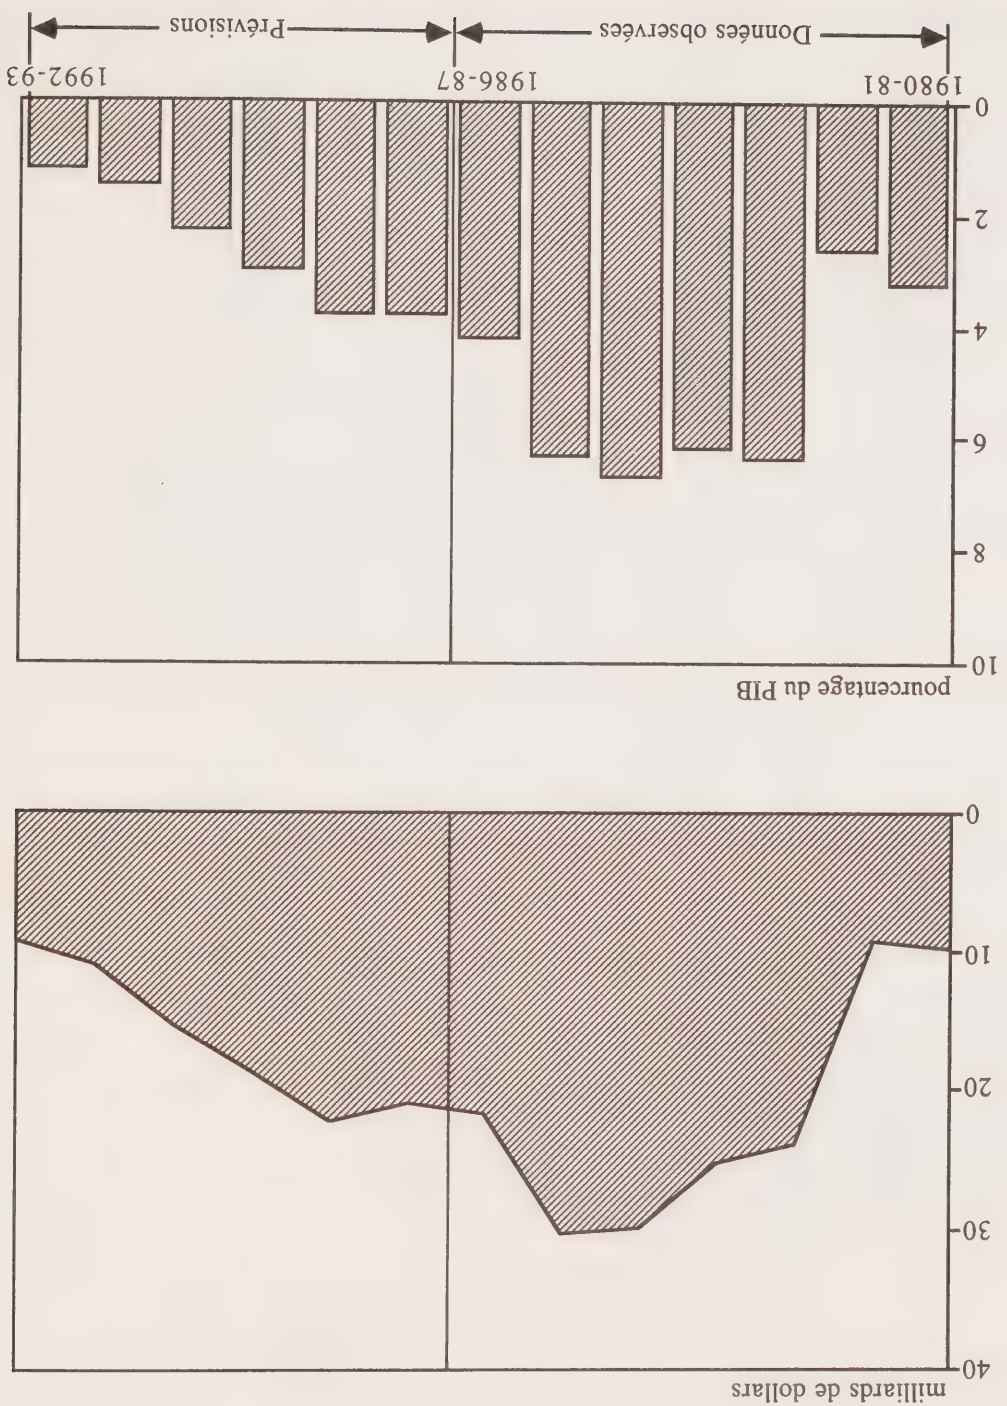 milliards de dollars
40
30
20
10
0
pourcentage du PIB
10
8
6
4
2
0
1980-81 1986-87 1992-93
Données observées Prévisions